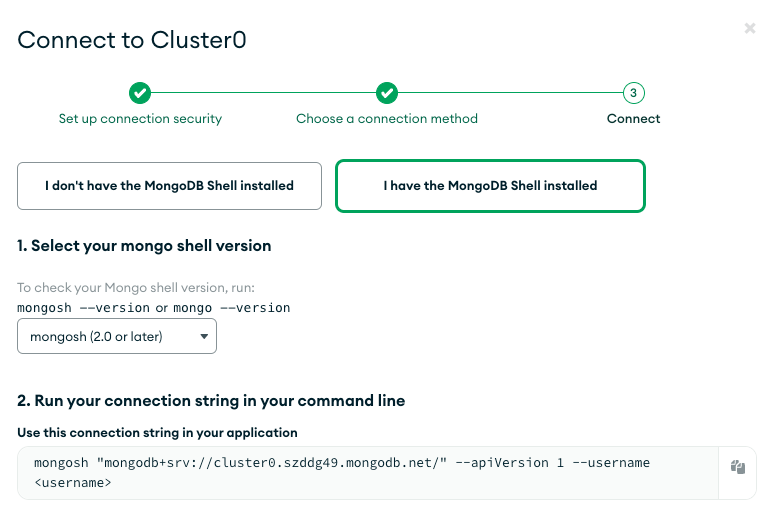 Connect to Cluster0
Set up connection security
Choose a connection method
3
Connect
I don't have the MongoDB Shell installed
I have the MongoDB Shell installed
1. Select your mongo shell version
To check your Mongo shell version, run:
mongosh --version or mongo --version
mongosh (2.0 or later)
2. Run your connection string in your command line
Use this connection string in your application
mongosh "mongodb+srv://cluster0.szddg49.mongodb.net/" --apiVersion 1 --username
<username>